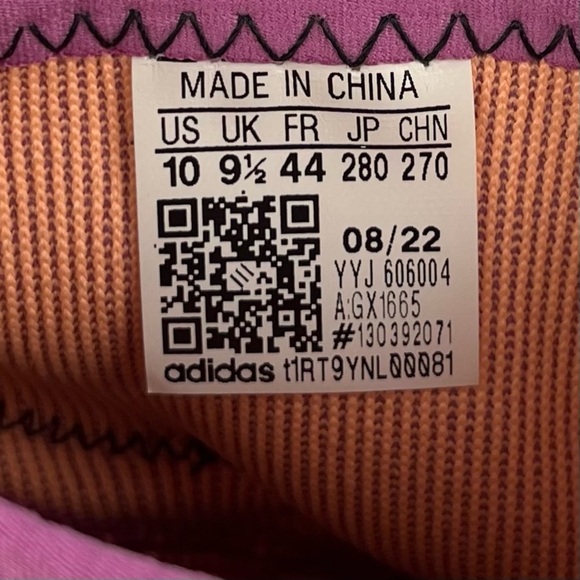 MADE IN CHINA
US UK FR JP CHN
10 9½ 44 280 270
08/22
YYJ 606004
A:GX1665
#130392071
adidas t1RT9YNL00081